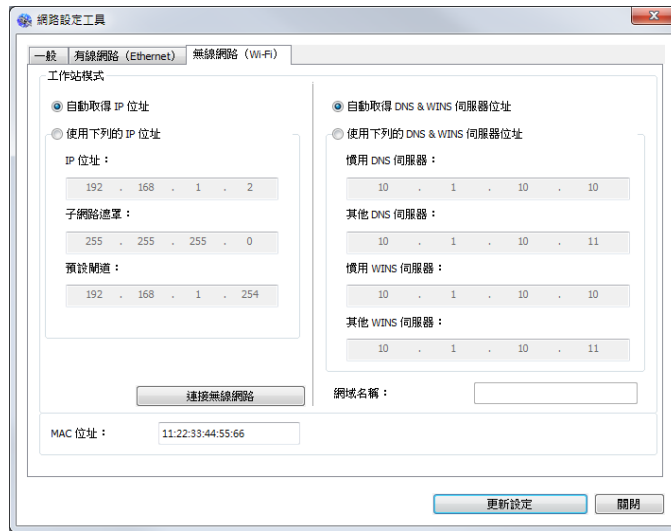 網路設定工具
一般 有線網路 (Ethernet) 無線網路 (Wi-Fi)
工作站模式
自動取得 IP 位址
使用下列的 IP 位址
IP 位址：
192 . 168 . 1 . 2
子網路遮罩：
255 . 255 . 255 . 0
預設閘道：
192 . 168 . 1 . 254
連接無線網路
自動取得 DNS & WINS 伺服器位址
使用下列的 DNS & WINS 伺服器位址
慣用 DNS 伺服器：
10 . 1 . 10 . 10
其他 DNS 伺服器：
10 . 1 . 10 . 11
慣用 WINS 伺服器：
10 . 1 . 10 . 10
其他 WINS 伺服器：
10 . 1 . 10 . 11
網域名稱：
MAC 位址： 11:22:33:44:55:66
更新設定 關閉